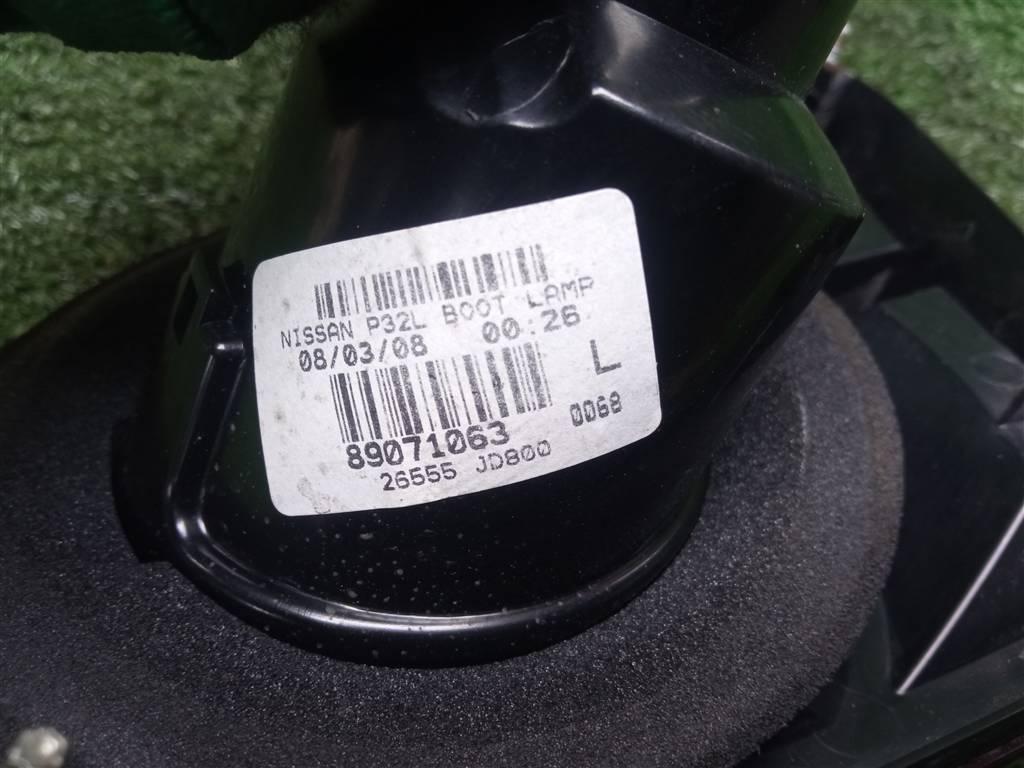 NISSAN P32L BOOT LAMP
08/03/08 00:26
L
89071063 0068
26555 JD800